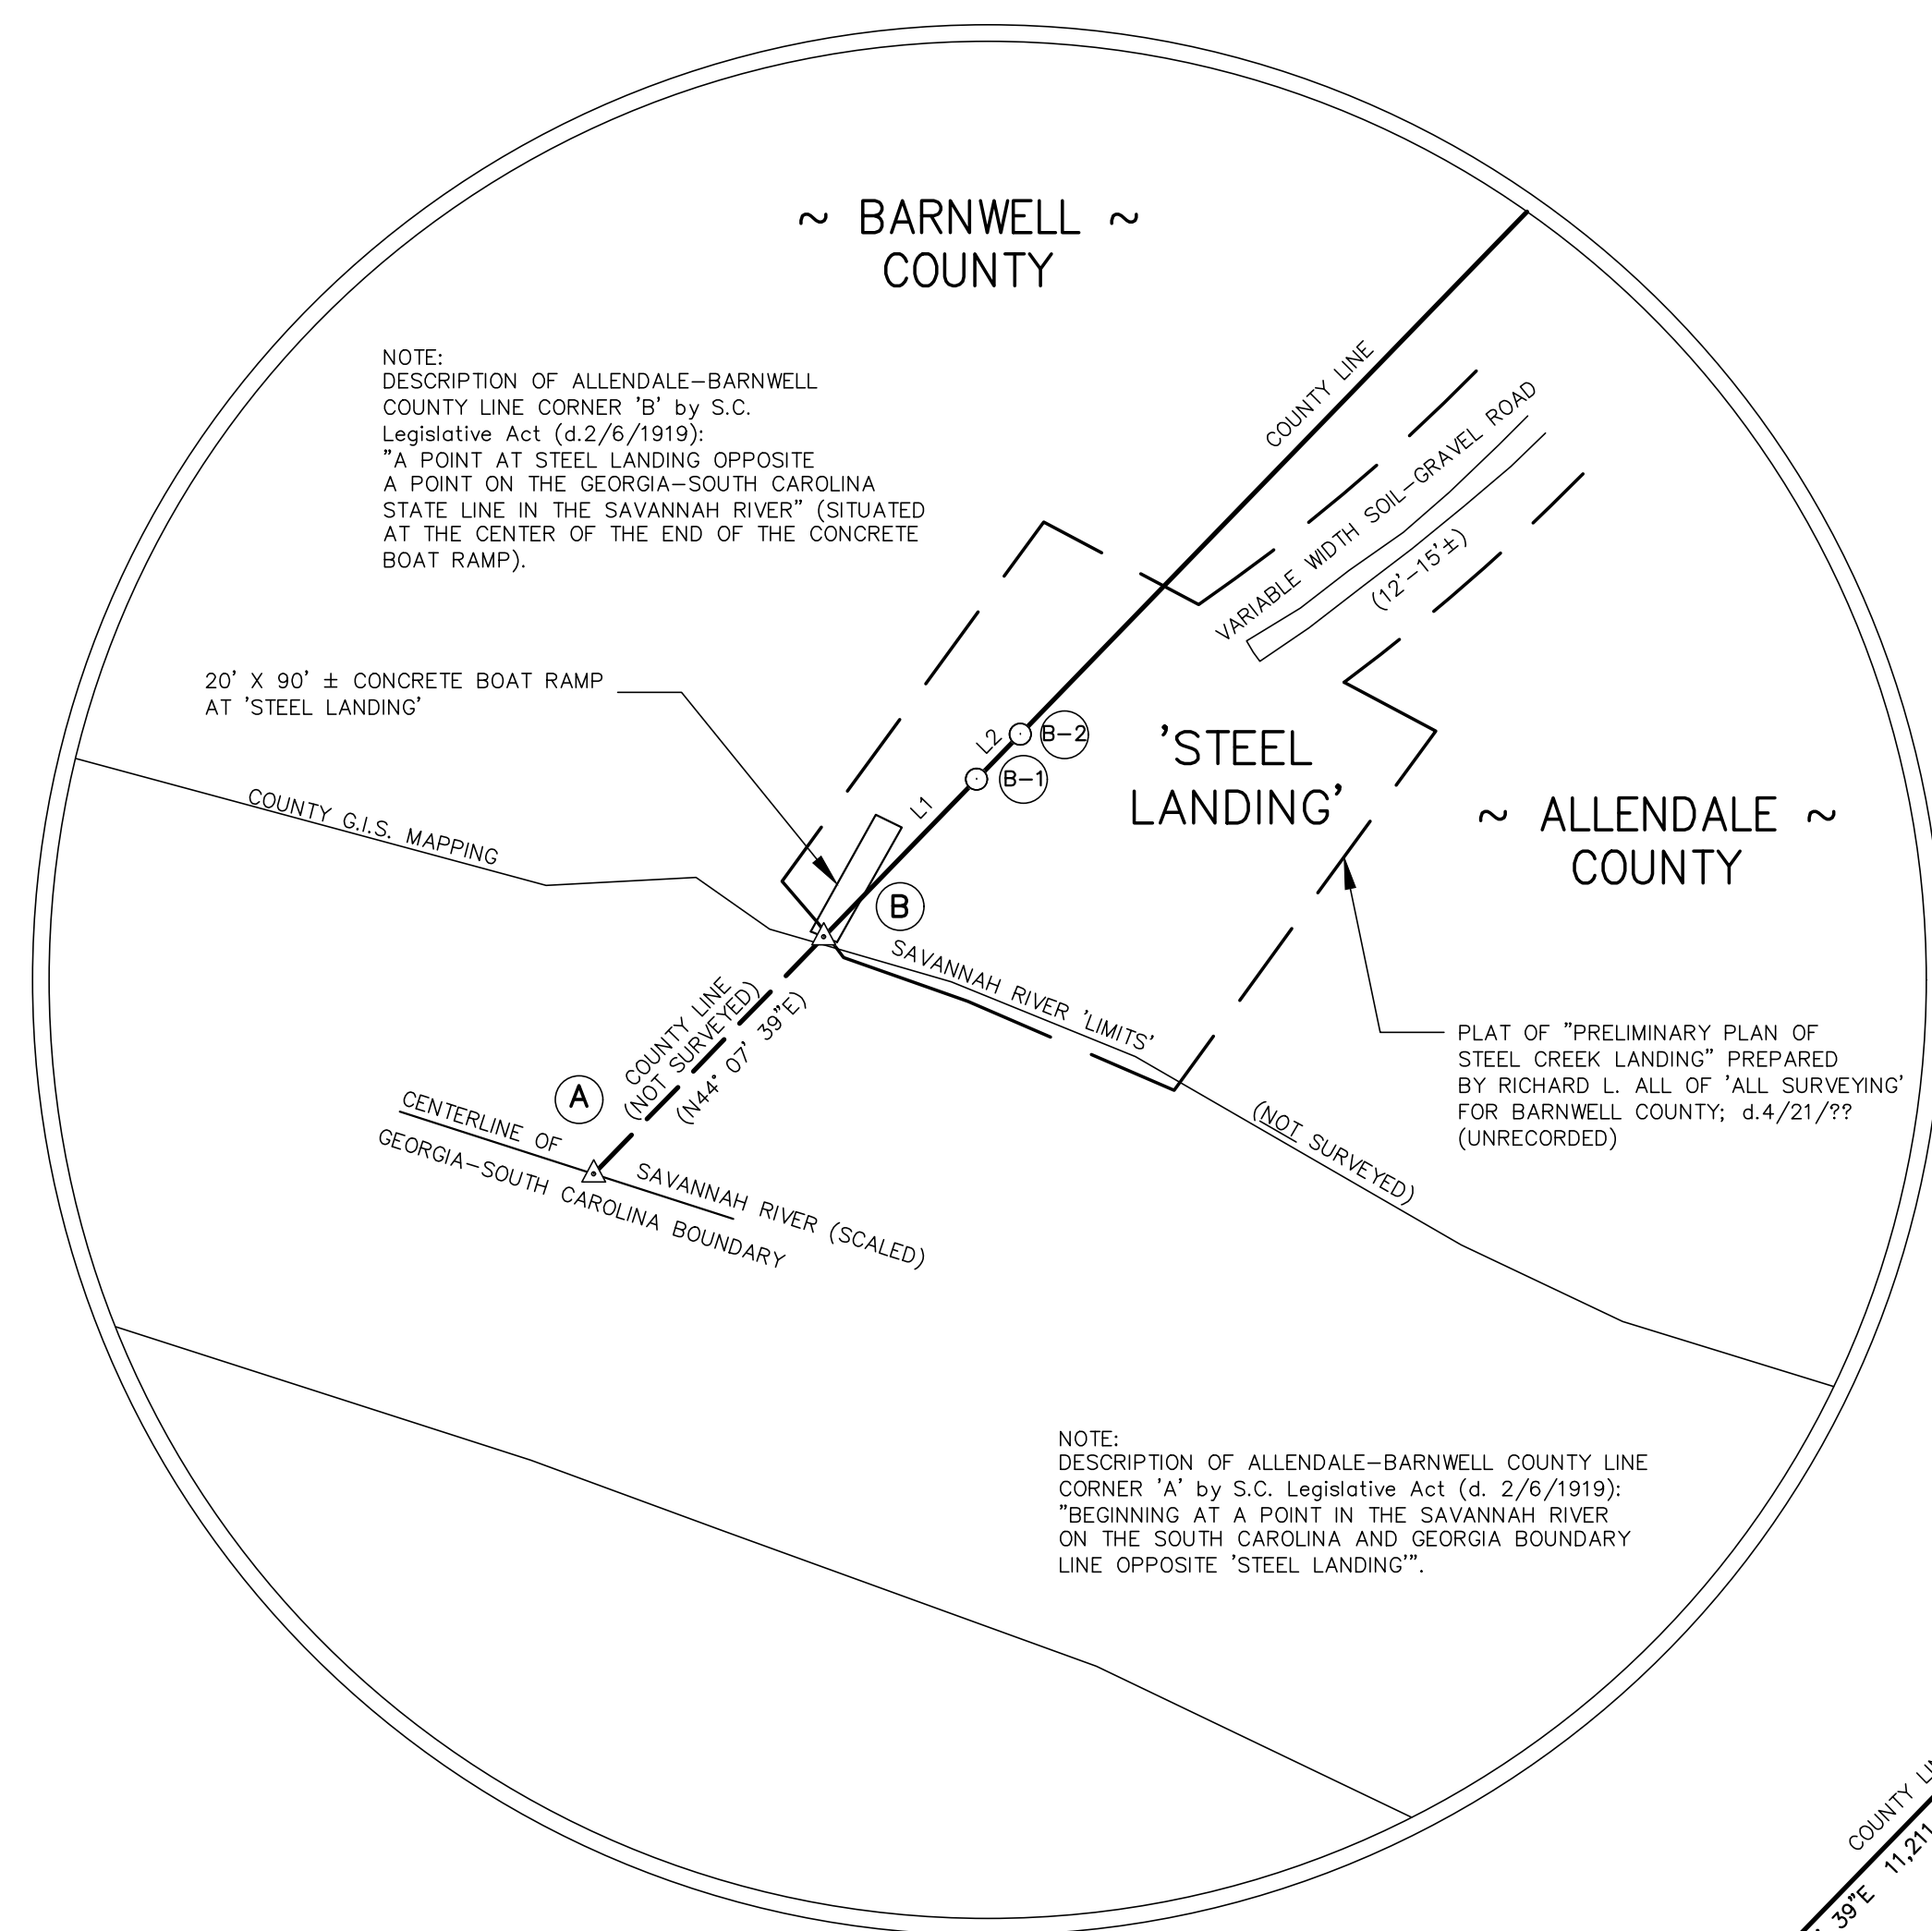 ~ BARNWELL ~
COUNTY
NOTE:
DESCRIPTION OF ALLENDALE-BARNWELL
COUNTY LINE CORNER 'B' by S.C.
Legislative Act (d.2/6/1919):
"A POINT AT STEEL LANDING OPPOSITE
A POINT ON THE GEORGIA-SOUTH CAROLINA
STATE LINE IN THE SAVANNAH RIVER" (SITUATED
AT THE CENTER OF THE END OF THE CONCRETE
BOAT RAMP).
COUNTY LINE
VARIABLE WIDTH SOIL-GRAVEL ROAD
(12'-15'±)
20' X 90' ± CONCRETE BOAT RAMP
AT 'STEEL LANDING'
L2
B-2
B-1
L1
'STEEL
LANDING'
~ ALLENDALE ~
COUNTY
COUNTY G.I.S. MAPPING
B
SAVANNAH RIVER 'LIMITS'
(NOT SURVEYED)
COUNTY LINE
(NOT SURVEYED)
(N44° 07' 39"E)
A
CENTERLINE OF
SAVANNAH RIVER (SCALED)
GEORGIA-SOUTH CAROLINA BOUNDARY
PLAT OF "PRELIMINARY PLAN OF
STEEL CREEK LANDING" PREPARED
BY RICHARD L. ALL OF 'ALL SURVEYING'
FOR BARNWELL COUNTY; d.4/21/??
(UNRECORDED)
NOTE:
DESCRIPTION OF ALLENDALE-BARNWELL COUNTY LINE
CORNER 'A' by S.C. Legislative Act (d. 2/6/1919):
"BEGINNING AT A POINT IN THE SAVANNAH RIVER
ON THE SOUTH CAROLINA AND GEORGIA BOUNDARY
LINE OPPOSITE 'STEEL LANDING'".
COUNTY
39"E 11,211